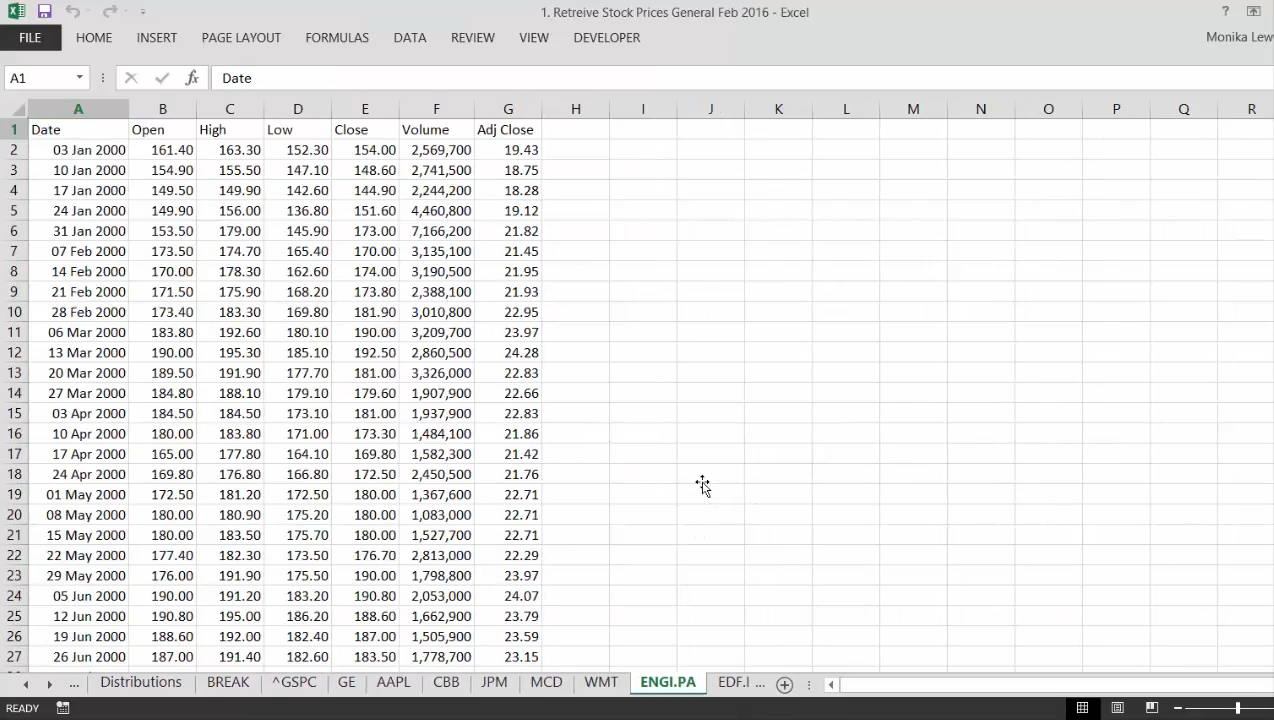 1. Retreive Stock Prices General Feb 2016 - Excel
?
FILE HOME INSERT PAGE LAYOUT FORMULAS DATA REVIEW VIEW DEVELOPER Monika Lew
A1 fx Date
A B C D E F G H I J K L M N O P Q R
1 Date Open High Low Close Volume Adj Close
2 03 Jan 2000 161.40 163.30 152.30 154.00 2,569,700 19.43
3 10 Jan 2000 154.90 155.50 147.10 148.60 2,741,500 18.75
4 17 Jan 2000 149.50 149.90 142.60 144.90 2,244,200 18.28
5 24 Jan 2000 149.90 156.00 136.80 151.60 4,460,800 19.12
6 31 Jan 2000 153.50 179.00 145.90 173.00 7,166,200 21.82
7 07 Feb 2000 173.50 174.70 165.40 170.00 3,135,100 21.45
8 14 Feb 2000 170.00 178.30 162.60 174.00 3,190,500 21.95
9 21 Feb 2000 171.50 175.90 168.20 173.80 2,388,100 21.93
10 28 Feb 2000 173.40 183.30 169.80 181.90 3,010,800 22.95
11 06 Mar 2000 183.80 192.60 180.10 190.00 3,209,700 23.97
12 13 Mar 2000 190.00 195.30 185.10 192.50 2,860,500 24.28
13 20 Mar 2000 189.50 191.90 177.70 181.00 3,326,000 22.83
14 27 Mar 2000 184.80 188.10 179.10 179.60 1,907,900 22.66
15 03 Apr 2000 184.50 184.50 173.10 181.00 1,937,900 22.83
16 10 Apr 2000 180.00 183.80 171.00 173.30 1,484,100 21.86
17 17 Apr 2000 165.00 177.80 164.10 169.80 1,582,300 21.42
18 24 Apr 2000 169.80 176.80 166.80 172.50 2,450,500 21.76
19 01 May 2000 172.50 181.20 172.50 180.00 1,367,600 22.71
20 08 May 2000 180.00 180.90 175.20 180.00 1,083,000 22.71
21 15 May 2000 180.00 183.50 175.70 180.00 1,527,700 22.71
22 22 May 2000 177.40 182.30 173.50 176.70 2,813,000 22.29
23 29 May 2000 176.00 191.90 175.50 190.00 1,798,800 23.97
24 05 Jun 2000 190.00 191.20 183.20 190.80 2,053,000 24.07
25 12 Jun 2000 190.80 195.00 186.20 188.60 1,662,900 23.79
26 19 Jun 2000 188.60 192.00 182.40 187.00 1,505,900 23.59
27 26 Jun 2000 187.00 191.40 182.60 183.50 1,778,700 23.15
... Distributions BREAK ^GSPC GE AAPL CBB JPM MCD WMT ENGI.PA EDF.I ...
READY